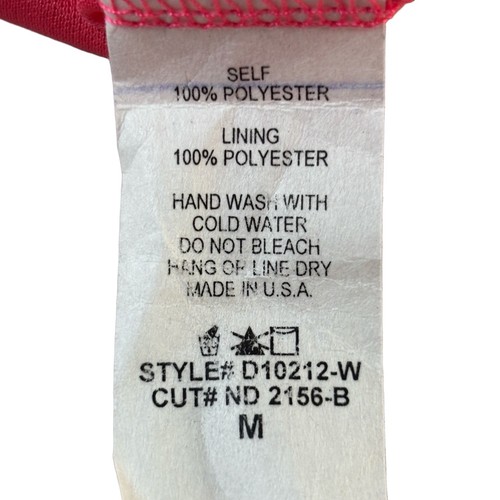 SELF
100% POLYESTER
LINING
100% POLYESTER
HAND WASH WITH
COLD WATER
DO NOT BLEACH
HANG OR LINE DRY
MADE IN U.S.A.
STYLE# D10212-W
CUT# ND 2156-B
M